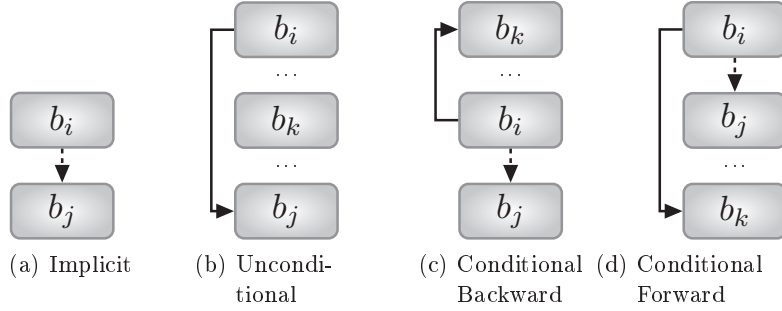 b_i
b_j
(a) Implicit
b_i
...
b_k
...
b_j
(b) Uncondi-
tional
b_k
...
b_i
b_j
(c) Conditional
Backward
b_i
b_j
...
b_k
(d) Conditional
Forward